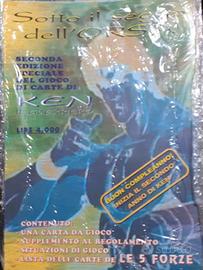 Sotto il
dell'ORS
SECONDA
EDIZIONE
SPECIALE
DEL GIOCO
DI CARTE DI
KEN
LIRE 4.000
BUON COMPLEANNO
INIZIA IL SECONDO
ANNO DI KEN
CONTENUTO:
UNA CARTA DA GIOCO
SUPPLEMENTO AL REGOLAMENTO
SITUAZIONI DI GIOCO
LISTA DELLE CARTE DE LE 5 FORZE